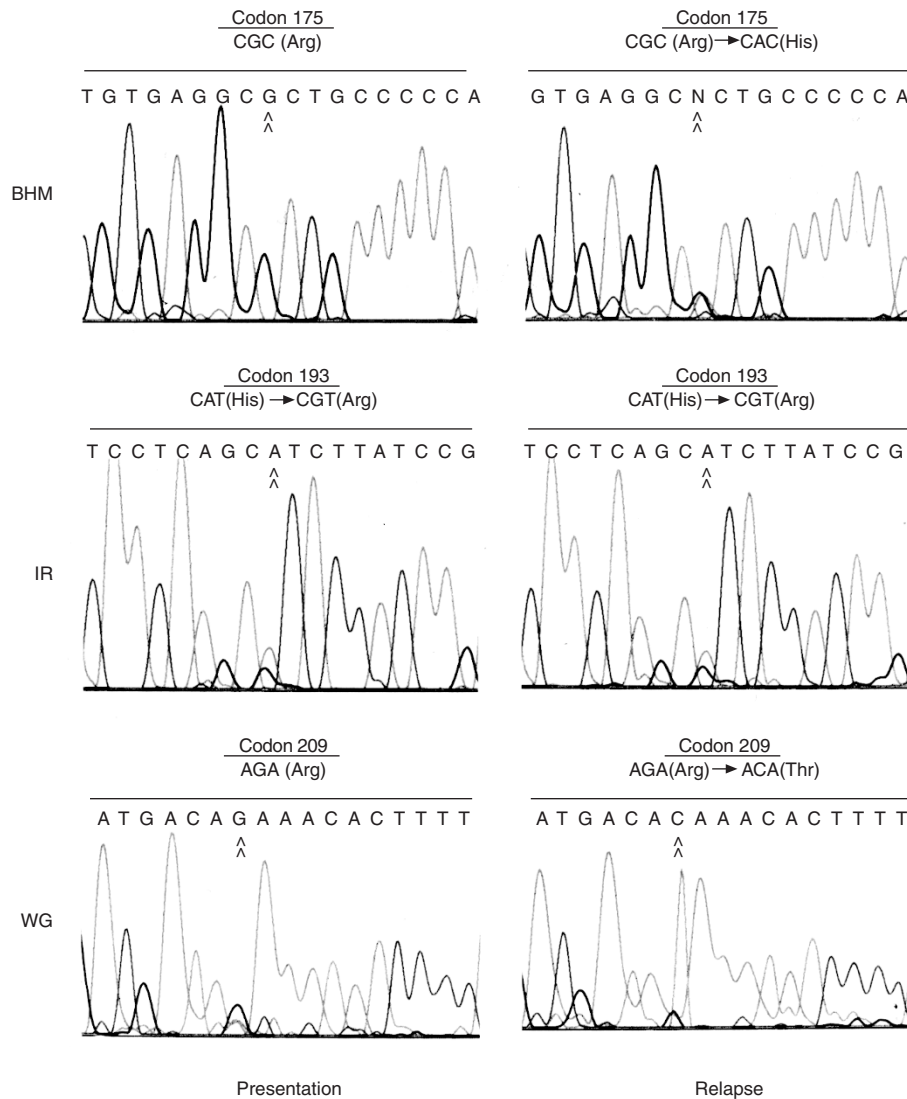 Codon 175
CGC (Arg)
Codon 175
CGC (Arg)→CAC(His)
T G T G A G G C G C T G C C C C C A
G T G A G G C N C T G C C C C C A
^
^
^
^
BHM
Codon 193
CAT(His) →CGT(Arg)
Codon 193
CAT(His) → CGT(Arg)
T C C T C A G C A T C T T A T C C G
T C C T C A G C A T C T T A T C C G
^
^
^
^
IR
Codon 209
AGA (Arg)
Codon 209
AGA(Arg) → ACA(Thr)
A T G A C A G A A A C A C T T T T
A T G A C A C A A A C A C T T T T
^
^
^
^
WG
Presentation
Relapse